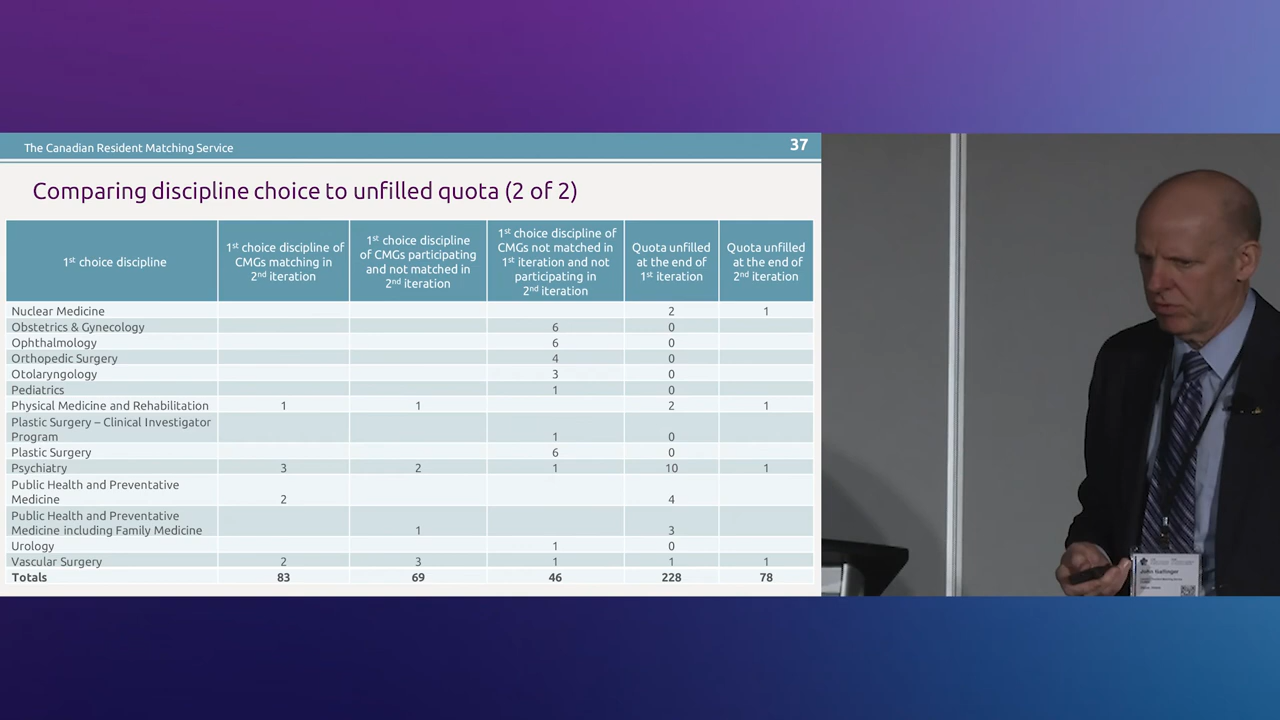 The Canadian Resident Matching Service 37
Comparing discipline choice to unfilled quota (2 of 2)
1st choice discipline
1st choice discipline of
CMGs matching in
2nd iteration
1st choice discipline
of CMGs participating
and not matched in
2nd iteration
1st choice discipline of
CMGs not matched in
1st iteration and not
participating in
2nd iteration
Quota unfilled
at the end of
1st iteration
Quota unfilled
at the end of
2nd iteration
Nuclear Medicine 2 1
Obstetrics & Gynecology 6 0
Ophthalmology 6 0
Orthopedic Surgery 4 0
Otolaryngology 3 0
Pediatrics 1 0
Physical Medicine and Rehabilitation 1 1 2 1
Plastic Surgery – Clinical Investigator
Program 1 0
Plastic Surgery 6 0
Psychiatry 3 2 1 10 1
Public Health and Preventative
Medicine 2 4
Public Health and Preventative
Medicine including Family Medicine 1 3
Urology 1 0
Vascular Surgery 2 3 1 1 1
Totals 83 69 46 228 78
John Gallinger